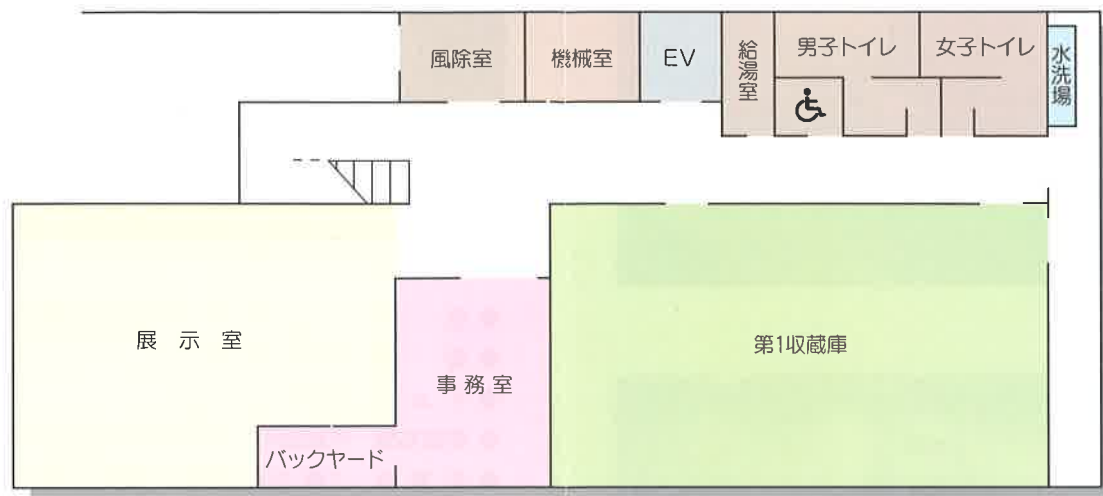 風除室
機械室
EV
給湯室
男子トイレ
女子トイレ
水洗場
展示室
事務室
第1収蔵庫
バックヤード